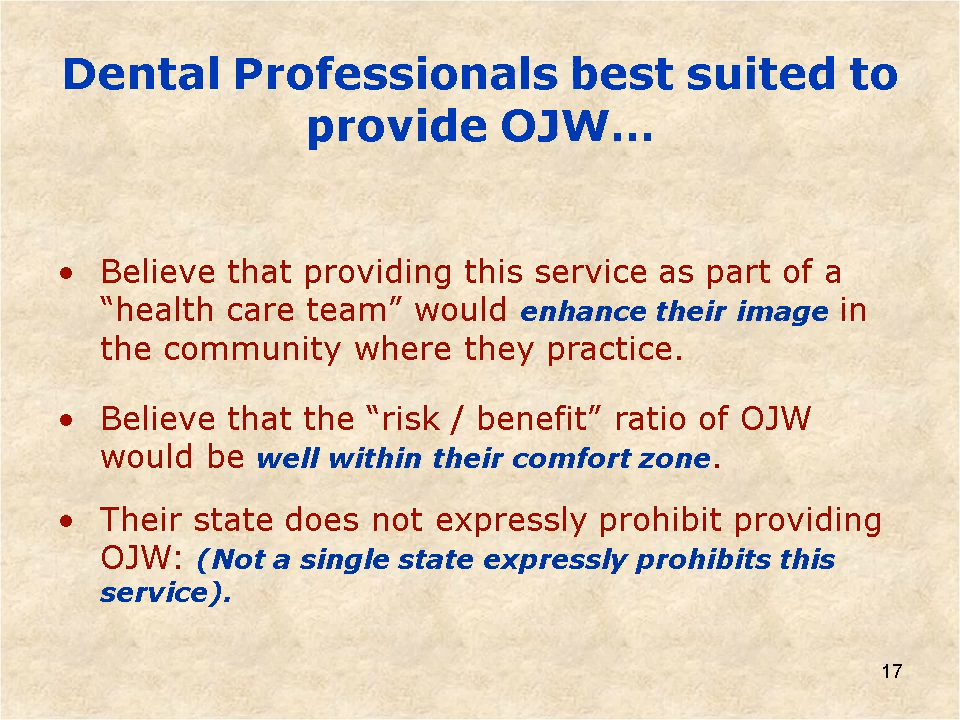 Dental Professionals best suited to
provide OJW…
• Believe that providing this service as part of a
“health care team” would enhance their image in
the community where they practice.
• Believe that the “risk / benefit” ratio of OJW
would be well within their comfort zone.
• Their state does not expressly prohibit providing
OJW: (Not a single state expressly prohibits this
service).
17